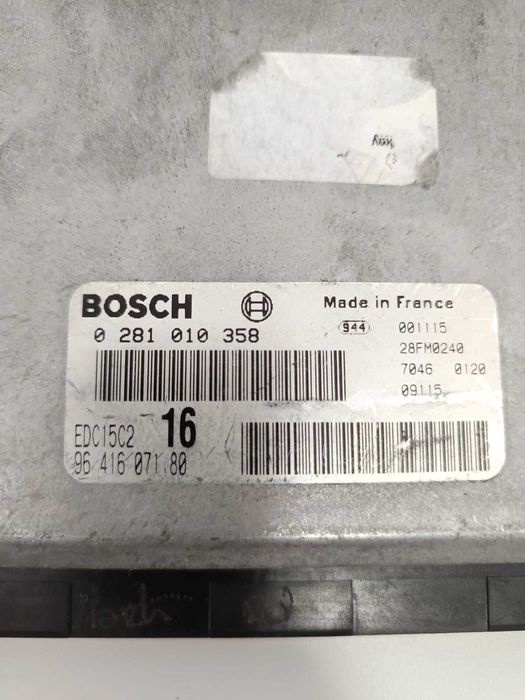 BOSCH
Made in France
0 281 010 358
944
001115
28FM0240
7046 0120
09115
EDC15C2 16
96 416 071 80